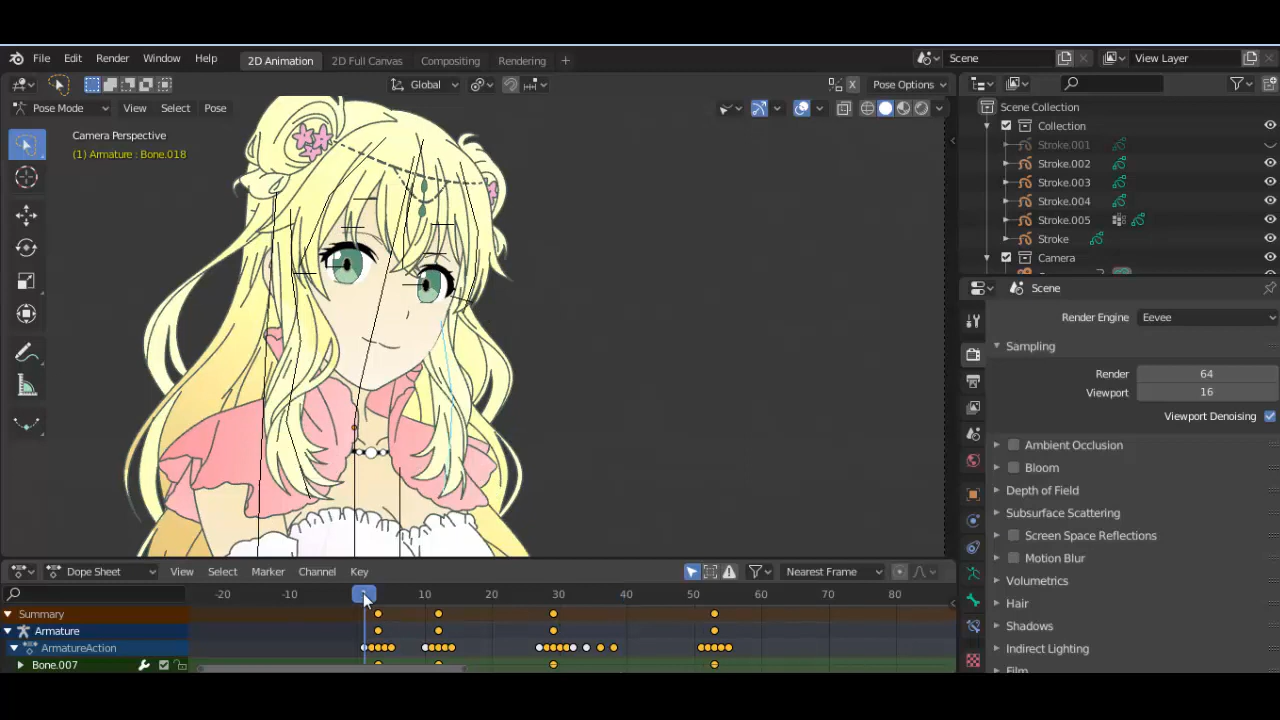 File Edit Render Window Help 2D Animation 2D Full Canvas Compositing Rendering + Scene View Layer
Global Pose Options
Pose Mode View Select Pose
Camera Perspective
(1) Armature : Bone.018
Scene Collection
Collection
Stroke.001
Stroke.002
Stroke.003
Stroke.004
Stroke.005
Stroke
Camera
Scene
Render Engine Eevee
Sampling
Render 64
Viewport 16
Viewport Denoising
Ambient Occlusion
Bloom
Depth of Field
Subsurface Scattering
Screen Space Reflections
Motion Blur
Volumetrics
Hair
Shadows
Indirect Lighting
Film
Dope Sheet View Select Marker Channel Key Nearest Frame
-20 -10 10 20 30 40 50 60 70 80
Summary
Armature
ArmatureAction
Bone.007